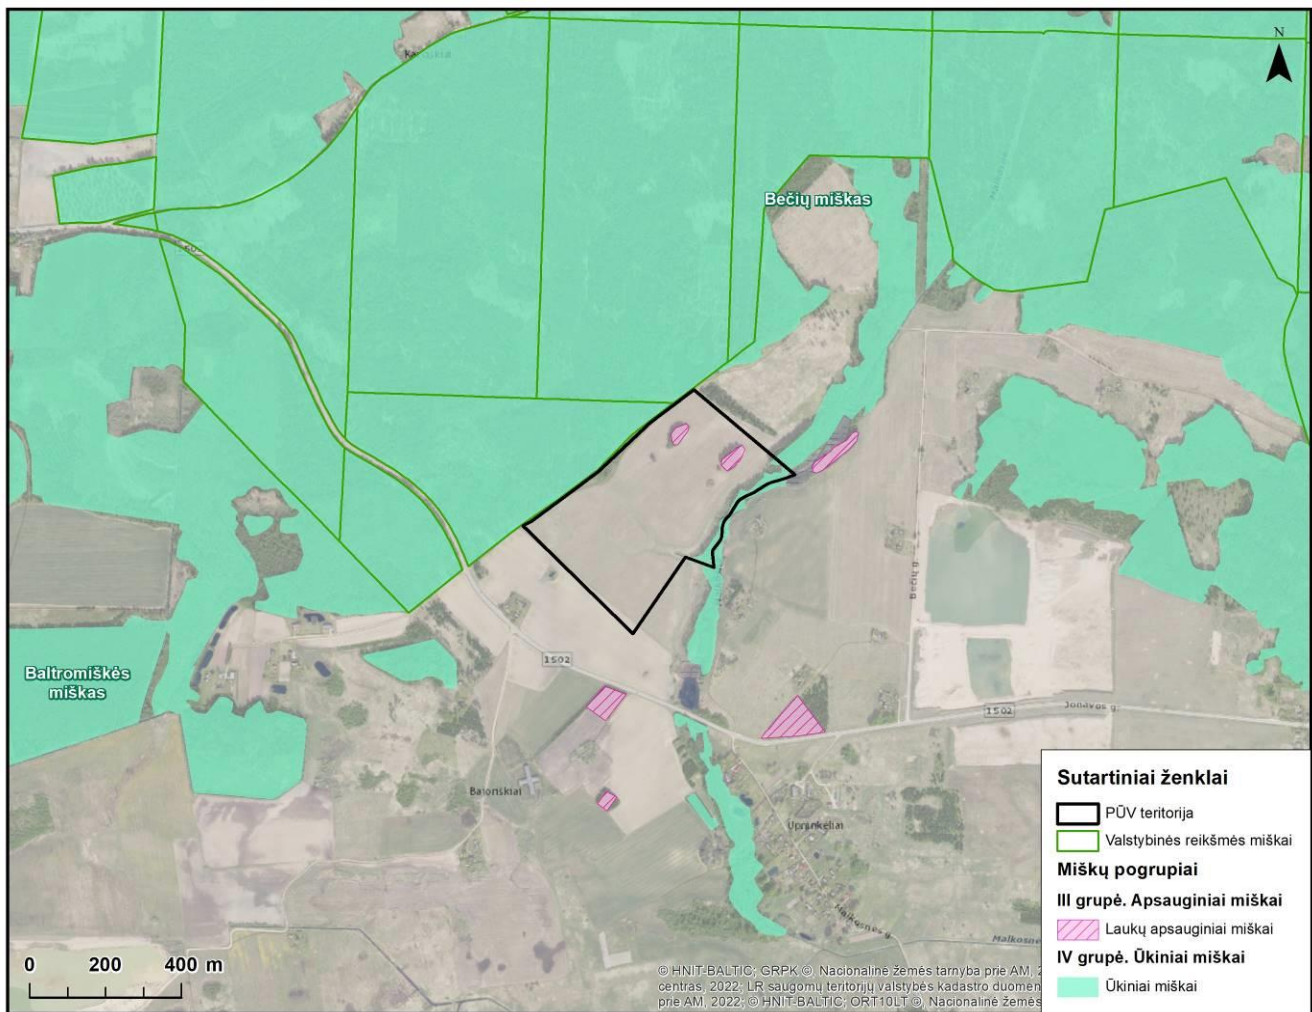 N
Bečių miškas
Bečių g.
1502
Baltromiškės
miškas
1502
Jonavos g.
Batoriškiai
Upninkėliai
Malkosnės g.
0 200 400 m
Sutartiniai ženklai
PŪV teritorija
Valstybinės reikšmės miškai
Miškų pogrupiai
III grupė. Apsauginiai miškai
Laukų apsauginiai miškai
IV grupė. Ūkiniai miškai
Ūkiniai miškai
© HNIT-BALTIC; GRPK ©, Nacionalinė žemės tarnyba prie AM, 2
centras, 2022; LR saugomų teritorijų valstybės kadastro duomen
prie AM, 2022; © HNIT-BALTIC; ORT10LT ©, Nacionalinė žemės